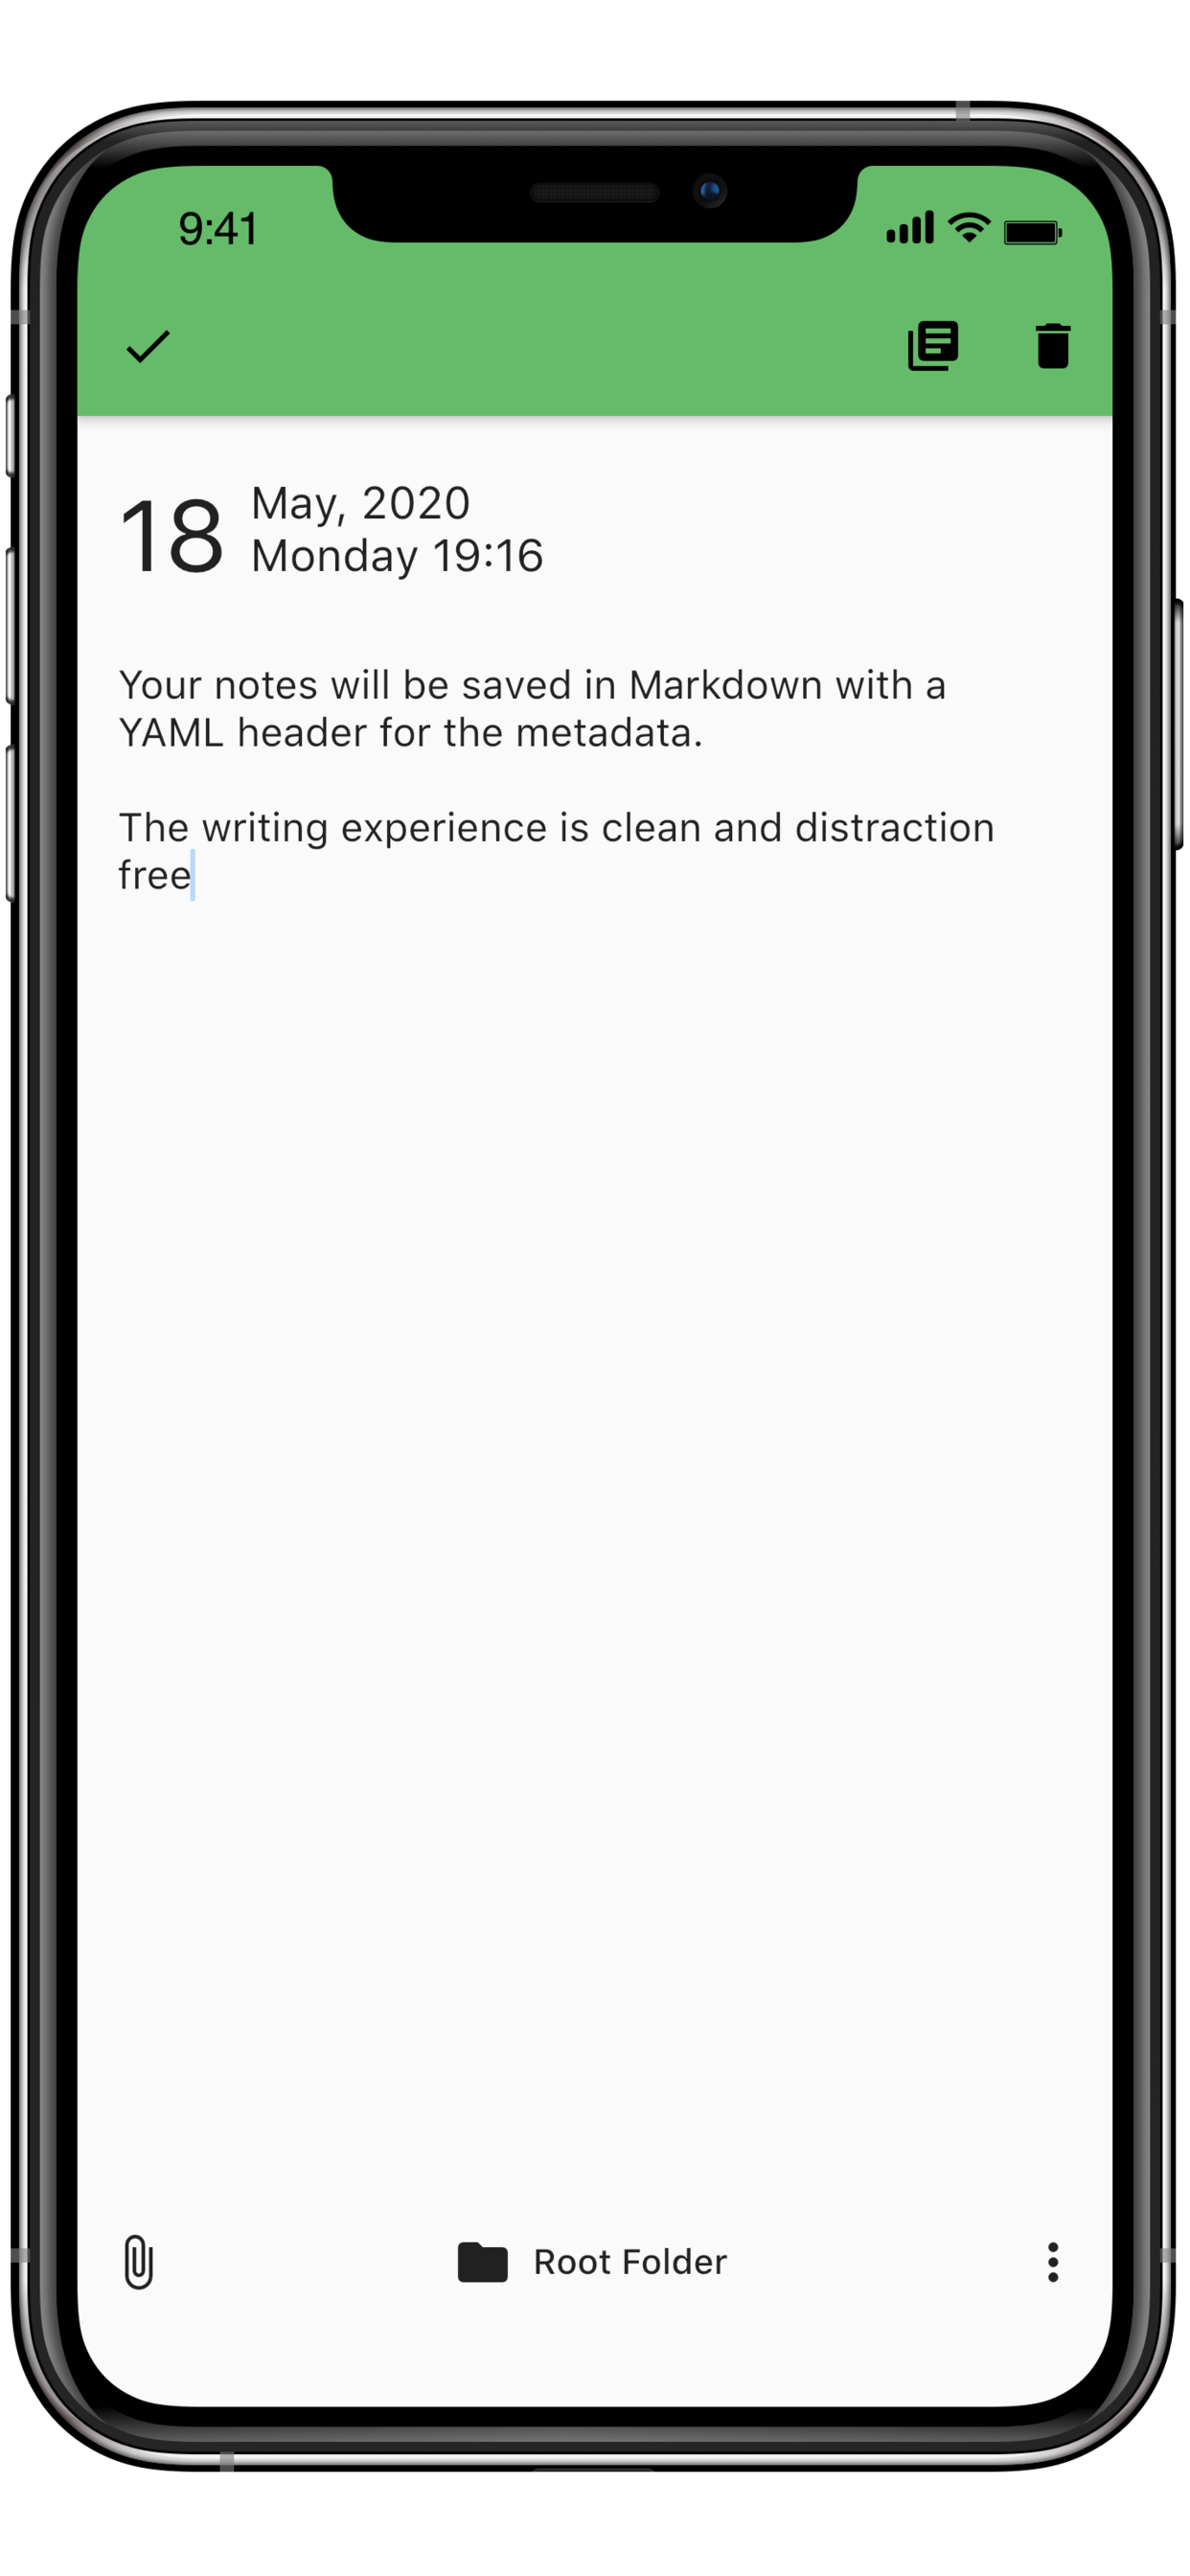 9:41
18
May, 2020
Monday 19:16
Your notes will be saved in Markdown with a
YAML header for the metadata.
The writing experience is clean and distraction
free
Root Folder